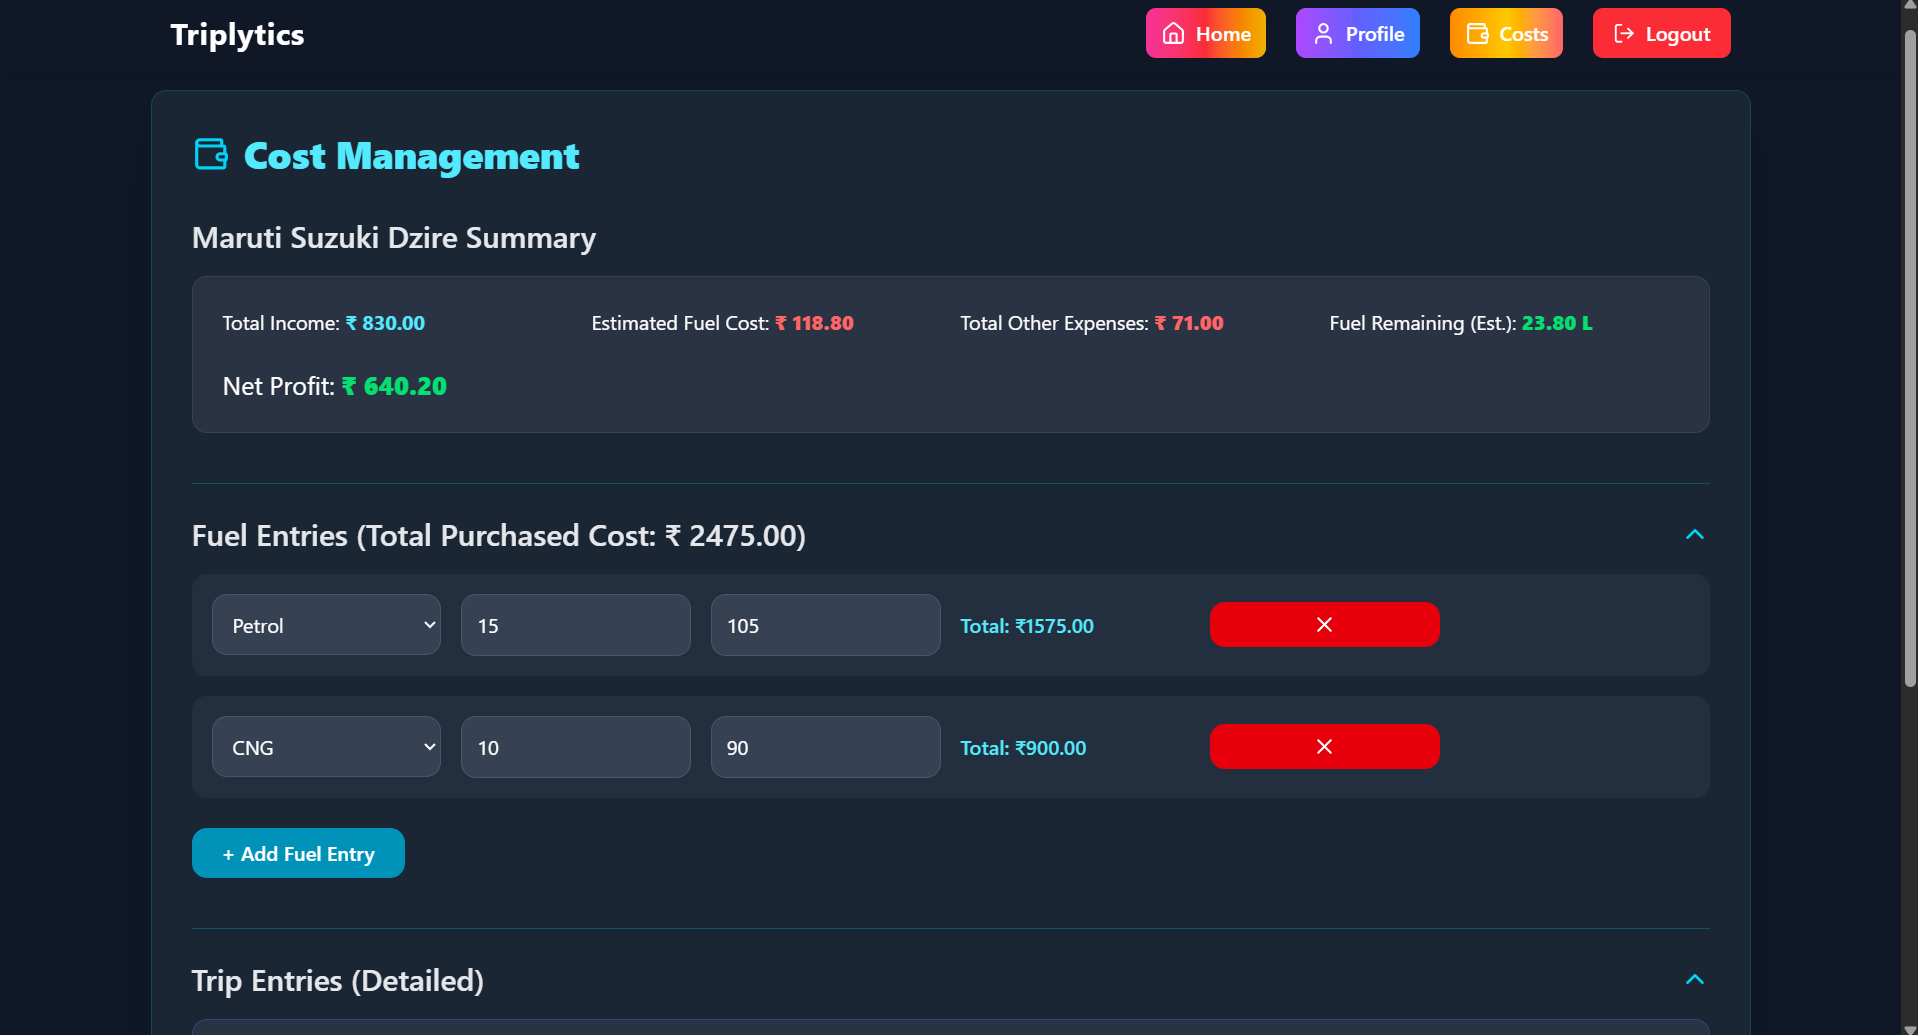 Triplytics
Home
Profile
Costs
Logout
Cost Management
Maruti Suzuki Dzire Summary
Total Income: ₹ 830.00
Estimated Fuel Cost: ₹ 118.80
Total Other Expenses: ₹ 71.00
Fuel Remaining (Est.): 23.80 L
Net Profit: ₹ 640.20
Fuel Entries (Total Purchased Cost: ₹ 2475.00)
Petrol
15
105
Total: ₹1575.00
CNG
10
90
Total: ₹900.00
+ Add Fuel Entry
Trip Entries (Detailed)